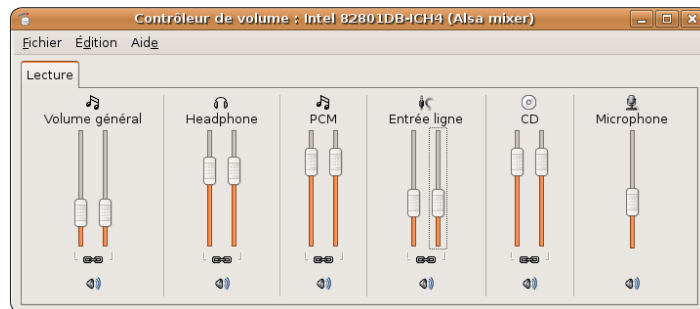 Contrôleur de volume : Intel 82801DB-ICH4 (Alsa mixer)
Fichier Édition Aide
Lecture
Volume général
Headphone
PCM
Entrée ligne
CD
Microphone